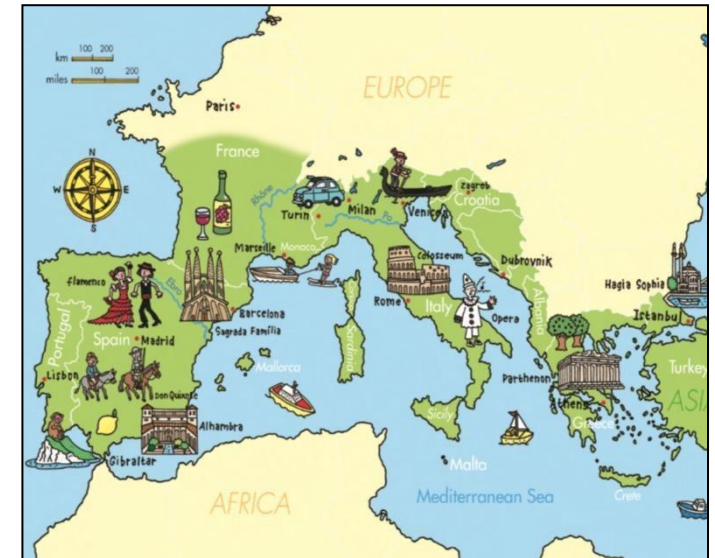 100 200
km
100 200
miles
EUROPE
Paris
France
N
W E
S
Rhône
Zagreb
Croatia
Turin
Milan
Po
Venice
Marseille
Monaco
Colosseum
Dubrovnik
flamenco
Ebro
Hagia Sophia
Rome
Italy
Opera
Albania
Istanbul
Barcelona
Sagrada Família
Corsica
Sardinia
Portugal
Spain
Madrid
Turkey
Mallorca
Parthenon
Lisbon
Don Quixote
Athens
ASI
Sicily
Greece
Alhambra
Gibraltar
Malta
AFRICA
Mediterranean Sea
Crete